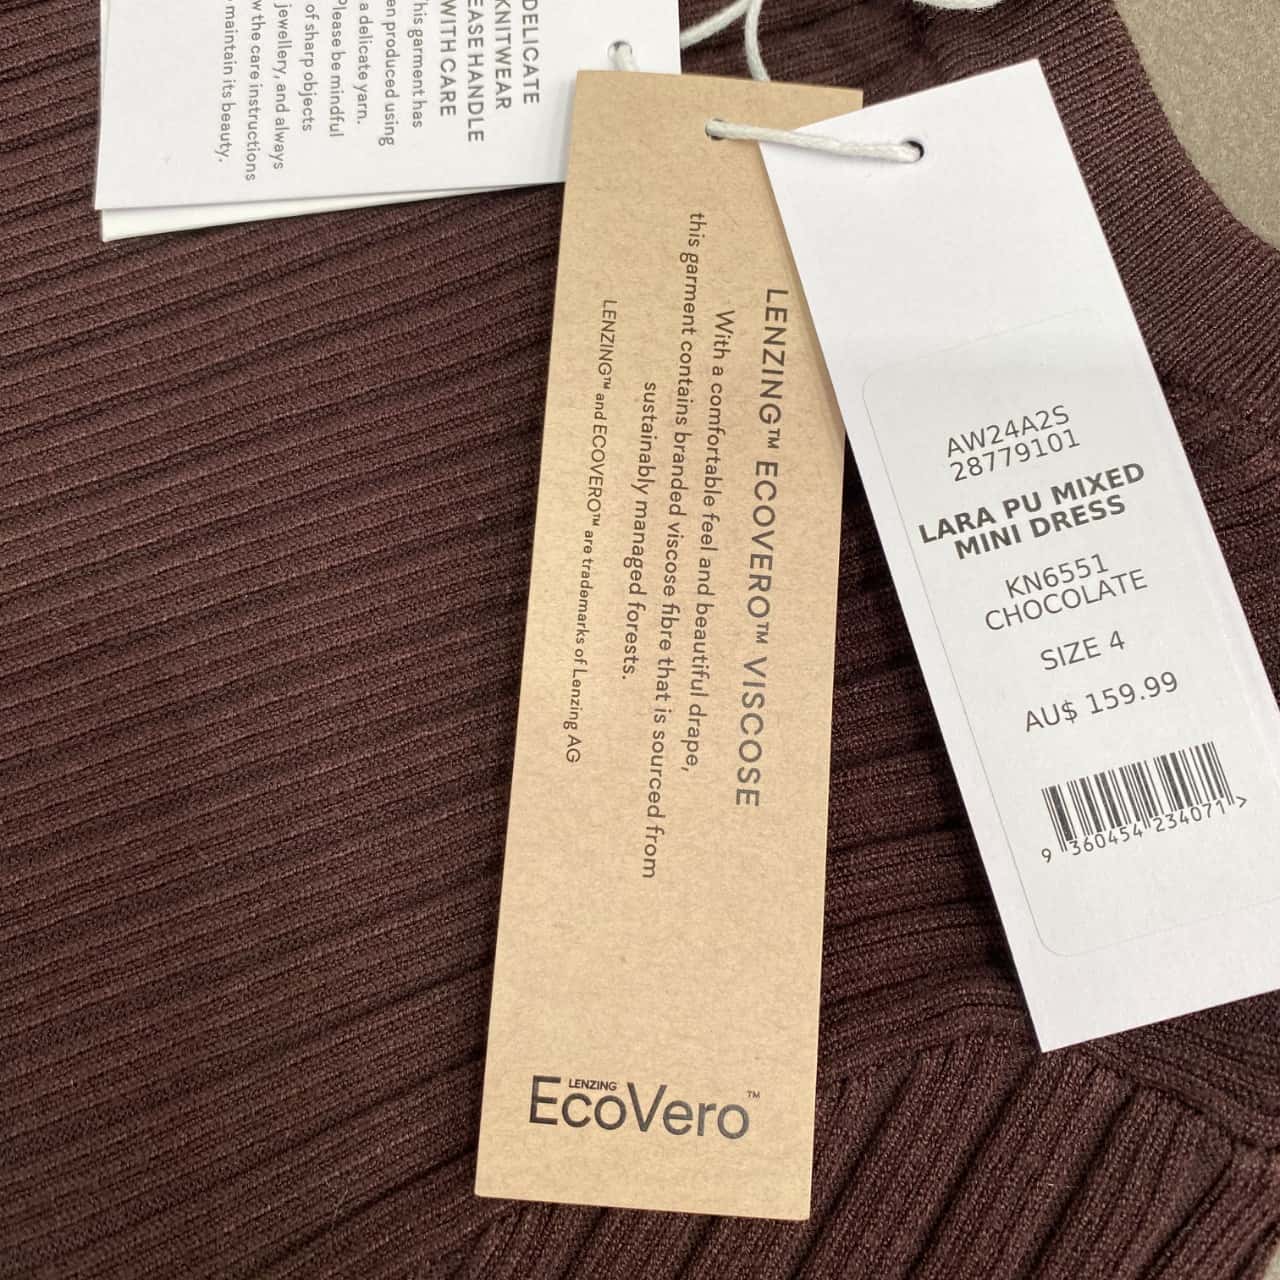 DELICATE
KNITWEAR
EASE HANDLE
WITH CARE
his garment has
en produced using
a delicate yarn.
Please be mindful
of sharp objects
jewellery, and always
w the care instructions
maintain its beauty.
LENZING™ ECOVERO™ VISCOSE
With a comfortable feel and beautiful drape,
this garment contains branded viscose fibre that is sourced from
sustainably managed forests.
LENZING™ and ECOVERO™ are trademarks of Lenzing AG
LENZING
EcoVero™
AW24A2S
28779101
LARA PU MIXED
MINI DRESS
KN6551
CHOCOLATE
SIZE 4
AU$ 159.99
9 360454 234071 >